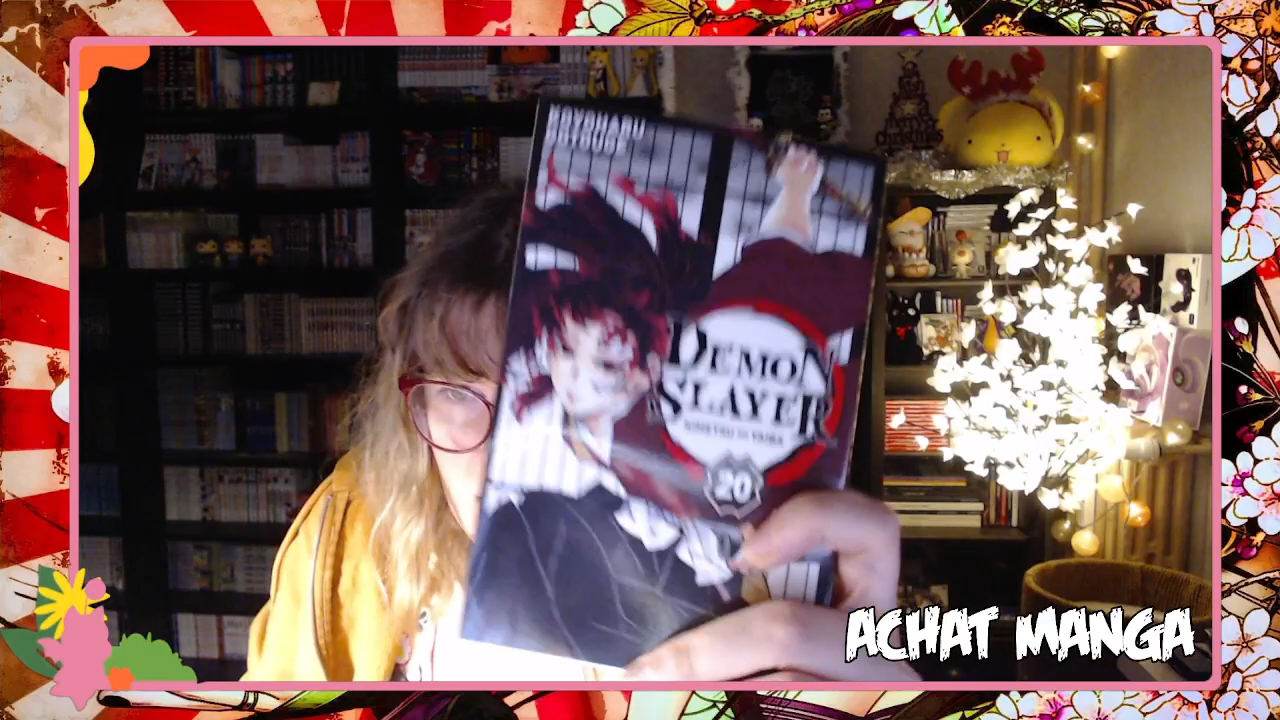 KOYOHARU
GOTOUGE
DEMON
SLAYER
KIMETSU NO YAIBA
20
ACHAT MANGA